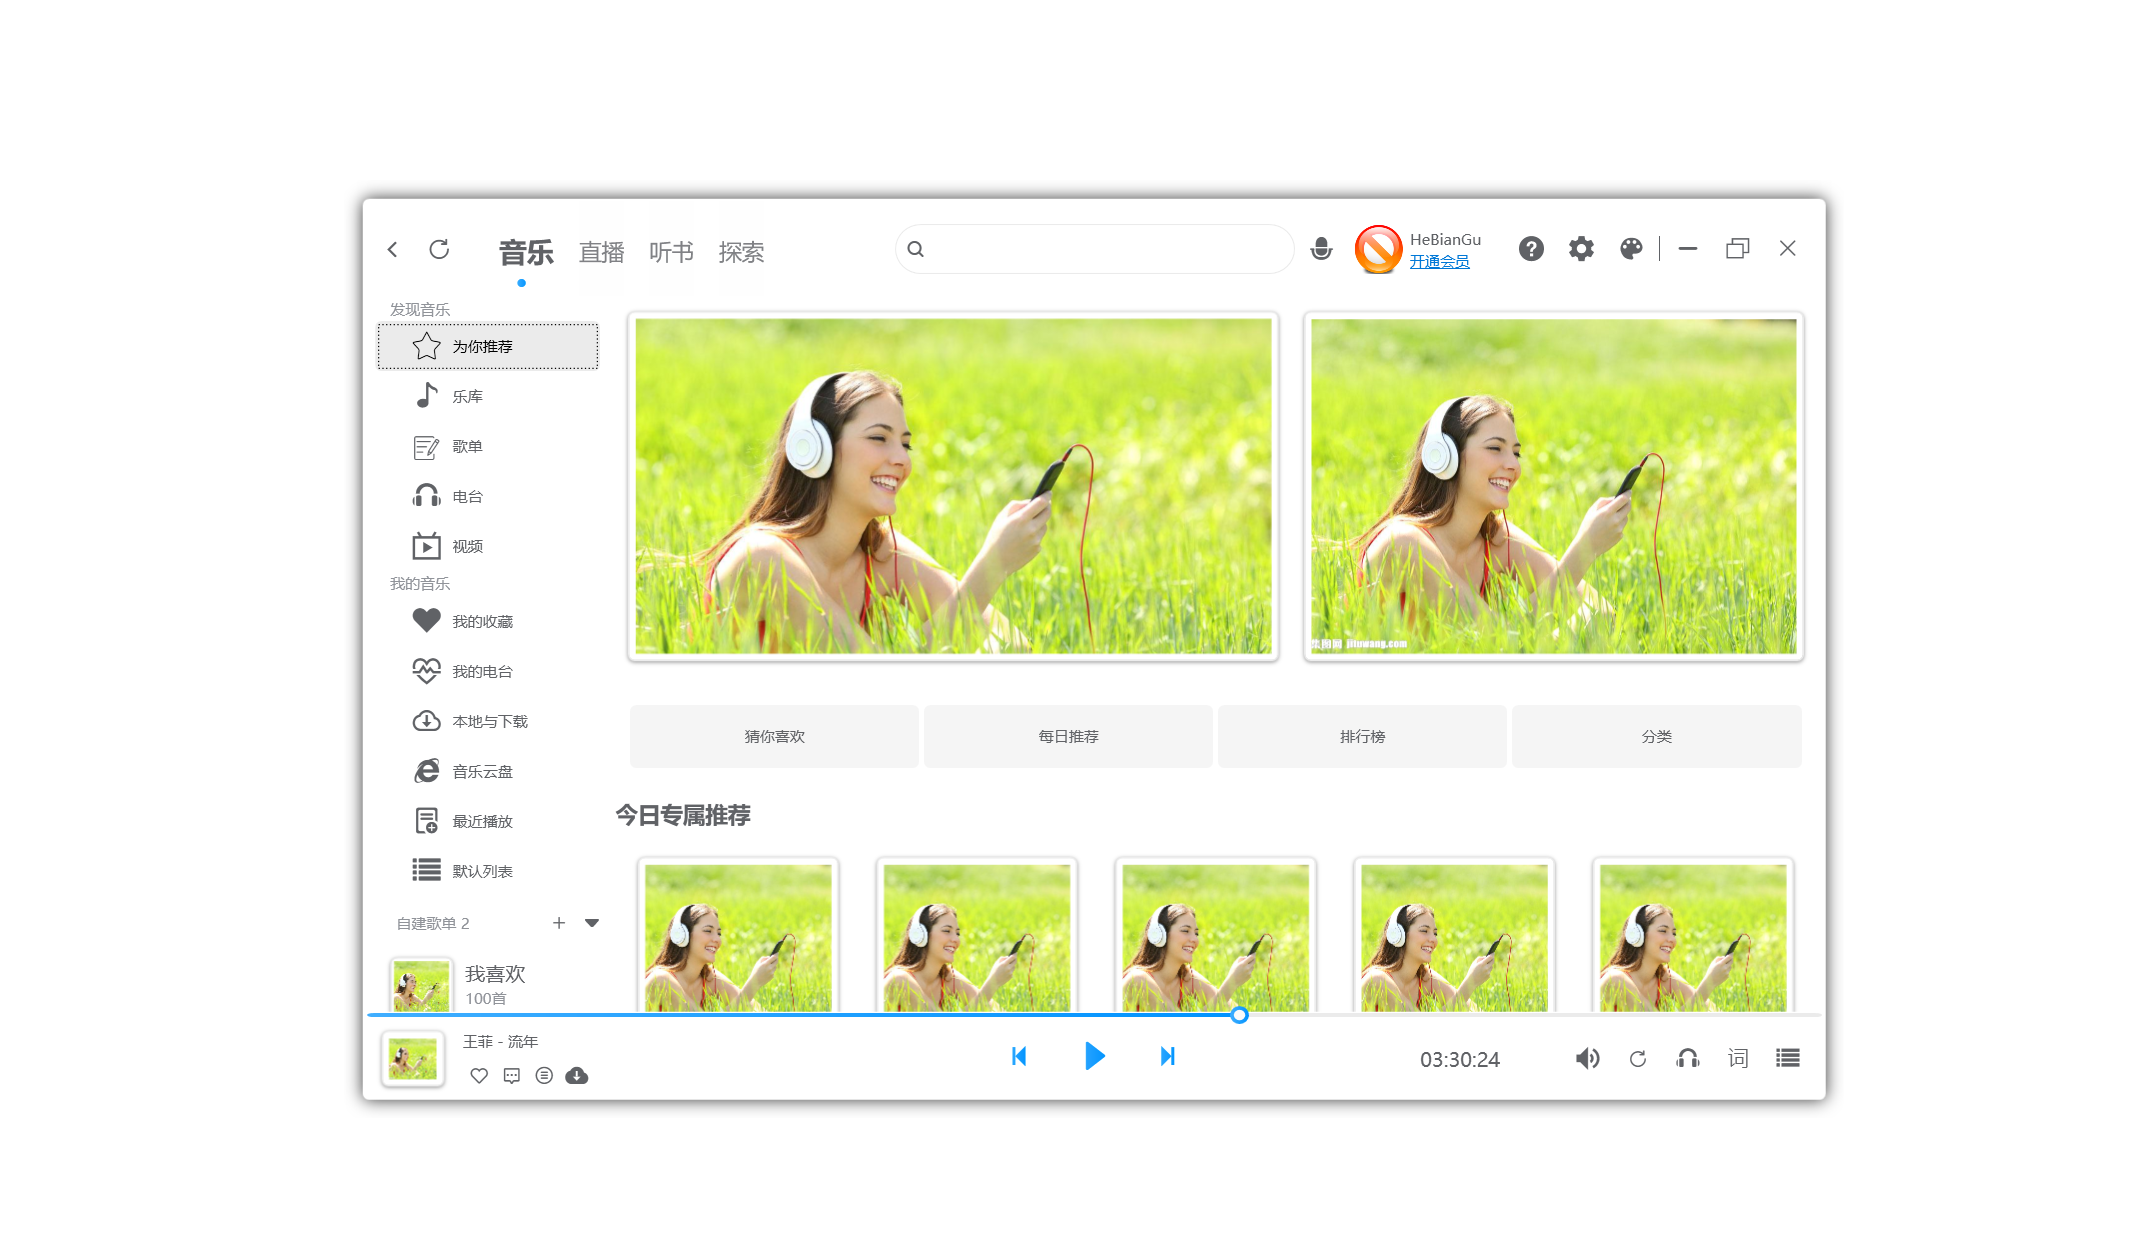 音乐 直播 听书 探索
HeBianGu
开通会员
发现音乐
为你推荐
乐库
歌单
电台
视频
我的音乐
我的收藏
我的电台
本地与下载
音乐云盘
最近播放
默认列表
自建歌单 2
我喜欢
100首
jituwang.com
猜你喜欢 每日推荐 排行榜 分类
今日专属推荐
王菲 - 流年
03:30:24
词